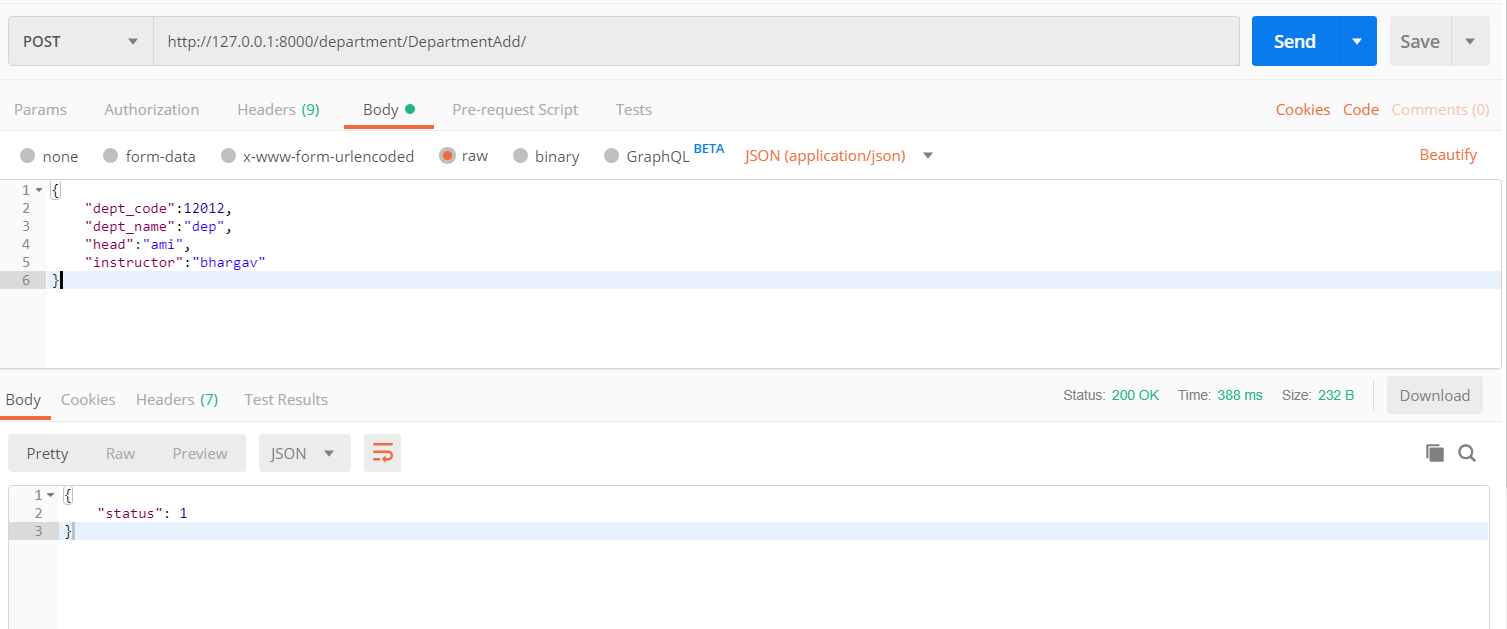 POST http://127.0.0.1:8000/department/DepartmentAdd/ Send Save
Params Authorization Headers (9) Body Pre-request Script Tests Cookies Code Comments (0)
none form-data x-www-form-urlencoded raw binary GraphQL BETA JSON (application/json) Beautify
1 {
2 "dept_code":12012,
3 "dept_name":"dep",
4 "head":"ami",
5 "instructor":"bhargav"
6 }
Body Cookies Headers (7) Test Results Status: 200 OK Time: 388 ms Size: 232 B Download
Pretty Raw Preview JSON
1 {
2 "status": 1
3 }